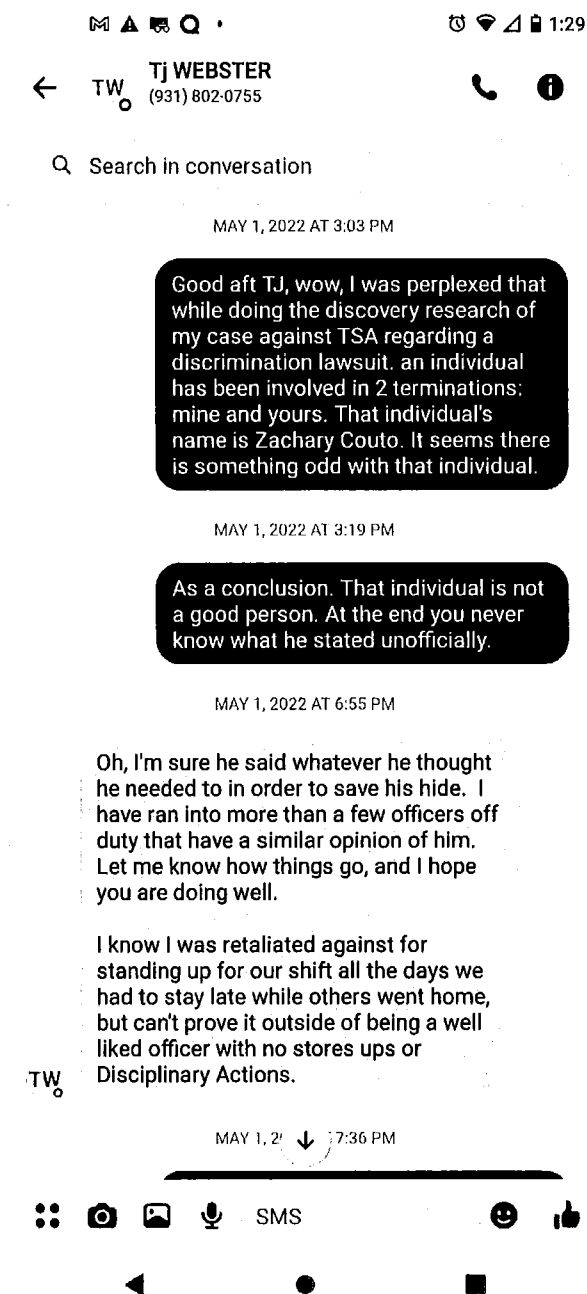 1:29
Tj WEBSTER
TW
(931) 802-0755
Search in conversation
MAY 1, 2022 AT 3:03 PM
Good aft TJ, wow, I was perplexed that
while doing the discovery research of
my case against TSA regarding a
discrimination lawsuit. an individual
has been involved in 2 terminations:
mine and yours. That individual's
name is Zachary Couto. It seems there
is something odd with that individual.
MAY 1, 2022 AT 3:19 PM
As a conclusion. That individual is not
a good person. At the end you never
know what he stated unofficially.
MAY 1, 2022 AT 6:55 PM
Oh, I'm sure he said whatever he thought
he needed to in order to save his hide. I
have ran into more than a few officers off
duty that have a similar opinion of him.
Let me know how things go, and I hope
you are doing well.
I know I was retaliated against for
standing up for our shift all the days we
had to stay late while others went home,
but can't prove it outside of being a well
liked officer with no stores ups or
Disciplinary Actions.
TW
MAY 1, 2 7:36 PM
SMS